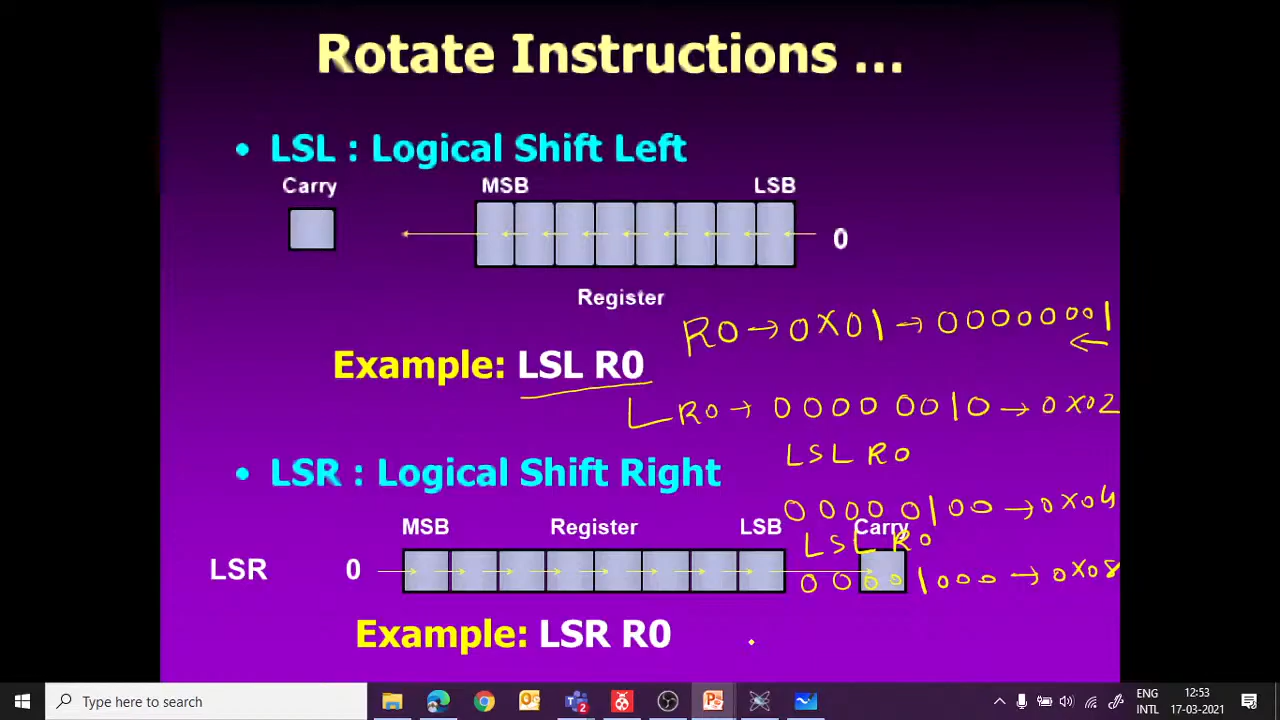 Rotate Instructions ...
• LSL : Logical Shift Left
Carry MSB LSB
0
Register
R0 → 0X01 → 00000001
Example: LSL R0
R0 → 0000 0010 → 0X02
LSL R0
• LSR : Logical Shift Right
0000 0100 → 0X04
MSB Register LSB Carry
LSL R0
LSR 0
0000 1000 → 0X08
Example: LSR R0
Type here to search
ENG
INTL
12:53
17-03-2021
2